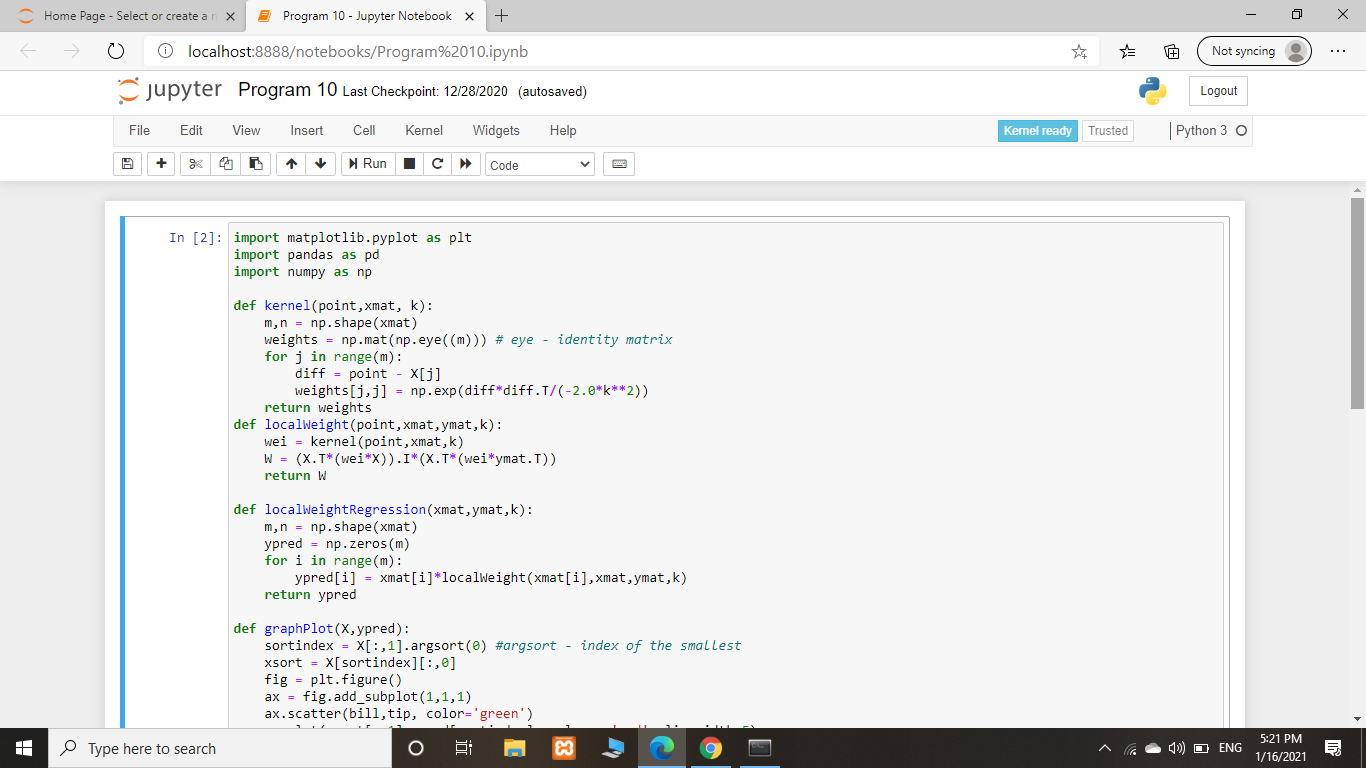 Home Page - Select or create a n
Program 10 - Jupyter Notebook
localhost:8888/notebooks/Program%2010.ipynb
Not syncing
jupyter Program 10 Last Checkpoint: 12/28/2020 (autosaved)
Logout
File Edit View Insert Cell Kernel Widgets Help
Kernel ready Trusted Python 3
Run Code
In [2]: import matplotlib.pyplot as plt
import pandas as pd
import numpy as np
def kernel(point,xmat, k):
    m,n = np.shape(xmat)
    weights = np.mat(np.eye((m))) # eye - identity matrix
    for j in range(m):
        diff = point - X[j]
        weights[j,j] = np.exp(diff*diff.T/(-2.0*k**2))
    return weights
def localWeight(point,xmat,ymat,k):
    wei = kernel(point,xmat,k)
    W = (X.T*(wei*X)).I*(X.T*(wei*ymat.T))
    return W
def localWeightRegression(xmat,ymat,k):
    m,n = np.shape(xmat)
    ypred = np.zeros(m)
    for i in range(m):
        ypred[i] = xmat[i]*localWeight(xmat[i],xmat,ymat,k)
    return ypred
def graphPlot(X,ypred):
    sortindex = X[:,1].argsort(0) #argsort - index of the smallest
    xsort = X[sortindex][:,0]
    fig = plt.figure()
    ax = fig.add_subplot(1,1,1)
    ax.scatter(bill,tip, color='green')
Type here to search
ENG
5:21 PM
1/16/2021